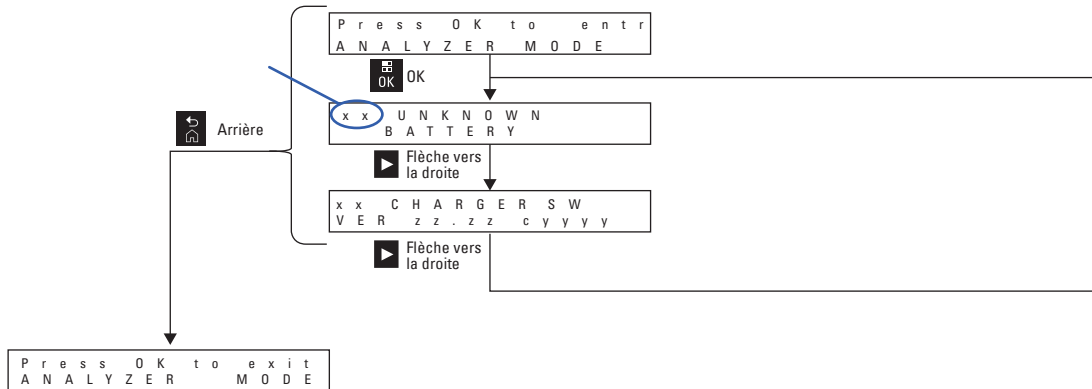 Press OK to entr
ANALYZER MODE
OK
OK
xx UNKNOWN
BATTERY
Arrière
Flèche vers
la droite
xx CHARGER SW
VER zz.zz cyyyy
Flèche vers
la droite
Press OK to exit
ANALYZER MODE